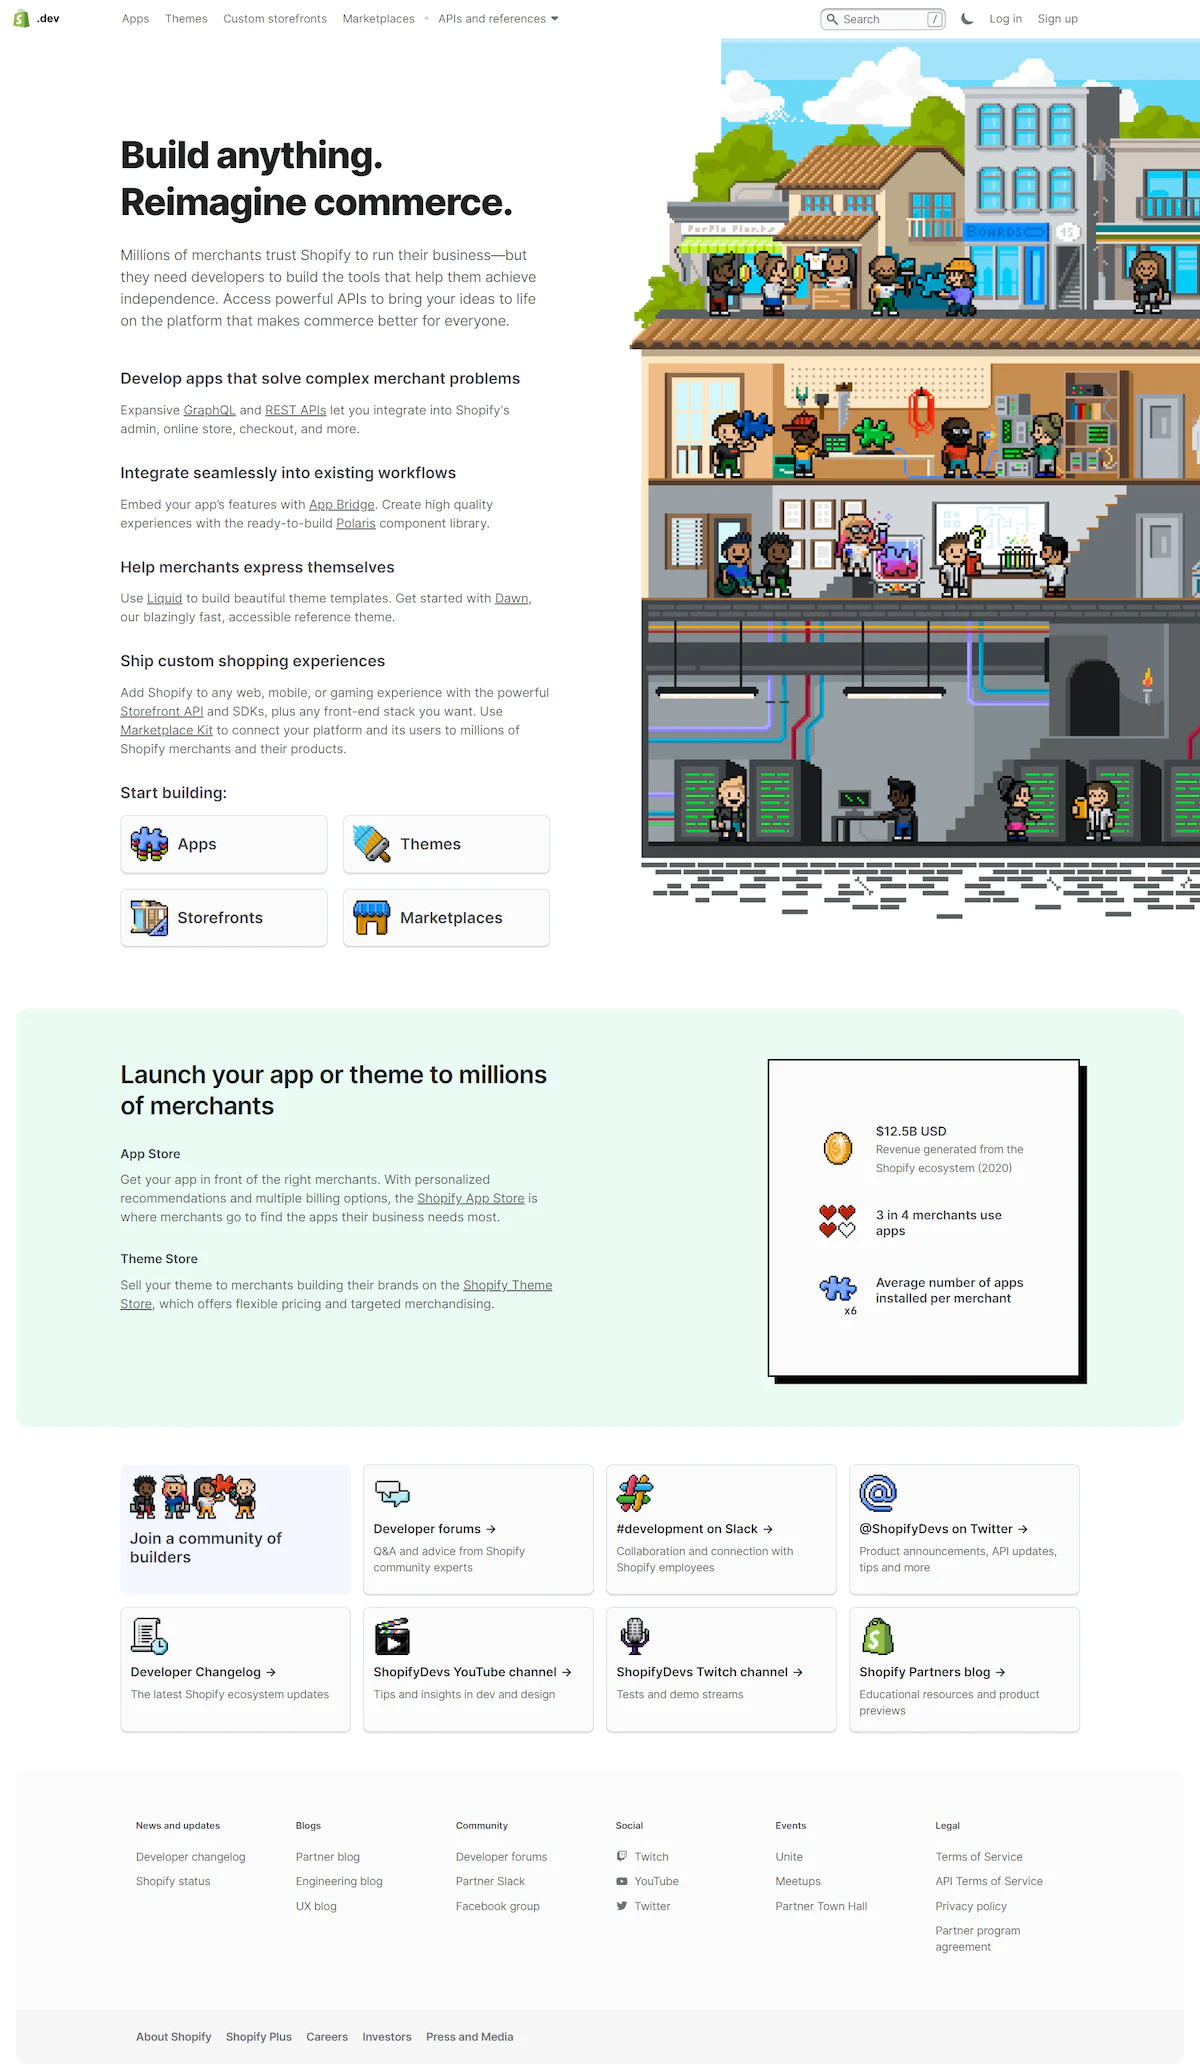 .dev
Apps
Themes
Custom storefronts
Marketplaces
APIs and references
Search
/
Log in
Sign up
Build anything.
Reimagine commerce.
Millions of merchants trust Shopify to run their business—but
they need developers to build the tools that help them achieve
independence. Access powerful APIs to bring your ideas to life
on the platform that makes commerce better for everyone.
PurPle Plantz
BOARDS
15
Develop apps that solve complex merchant problems
Expansive GraphQL and REST APIs let you integrate into Shopify's
admin, online store, checkout, and more.
Integrate seamlessly into existing workflows
Embed your app’s features with App Bridge. Create high quality
experiences with the ready-to-build Polaris component library.
Help merchants express themselves
Use Liquid to build beautiful theme templates. Get started with Dawn,
our blazingly fast, accessible reference theme.
Ship custom shopping experiences
Add Shopify to any web, mobile, or gaming experience with the powerful
Storefront API and SDKs, plus any front-end stack you want. Use
Marketplace Kit to connect your platform and its users to millions of
Shopify merchants and their products.
Start building:
Apps
Themes
Storefronts
Marketplaces
Launch your app or theme to millions
of merchants
App Store
Get your app in front of the right merchants. With personalized
recommendations and multiple billing options, the Shopify App Store is
where merchants go to find the apps their business needs most.
Theme Store
Sell your theme to merchants building their brands on the Shopify Theme
Store, which offers flexible pricing and targeted merchandising.
$12.5B USD
Revenue generated from the
Shopify ecosystem (2020)
3 in 4 merchants use
apps
Average number of apps
installed per merchant
x6
Join a community of
builders
Developer forums →
Q&A and advice from Shopify
community experts
#development on Slack →
Collaboration and connection with
Shopify employees
@ShopifyDevs on Twitter →
Product announcements, API updates,
tips and more
Developer Changelog →
The latest Shopify ecosystem updates
ShopifyDevs YouTube channel →
Tips and insights in dev and design
ShopifyDevs Twitch channel →
Tests and demo streams
Shopify Partners blog →
Educational resources and product
previews
News and updates
Developer changelog
Shopify status
Blogs
Partner blog
Engineering blog
UX blog
Community
Developer forums
Partner Slack
Facebook group
Social
Twitch
YouTube
Twitter
Events
Unite
Meetups
Partner Town Hall
Legal
Terms of Service
API Terms of Service
Privacy policy
Partner program
agreement
About Shopify
Shopify Plus
Careers
Investors
Press and Media